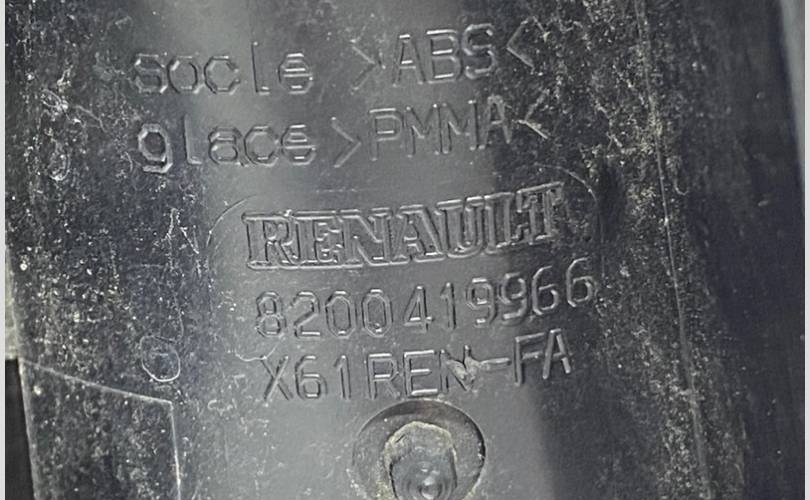 socle >ABS<
glace >PMMA<
RENAULT
8200419966
X61REN-FA